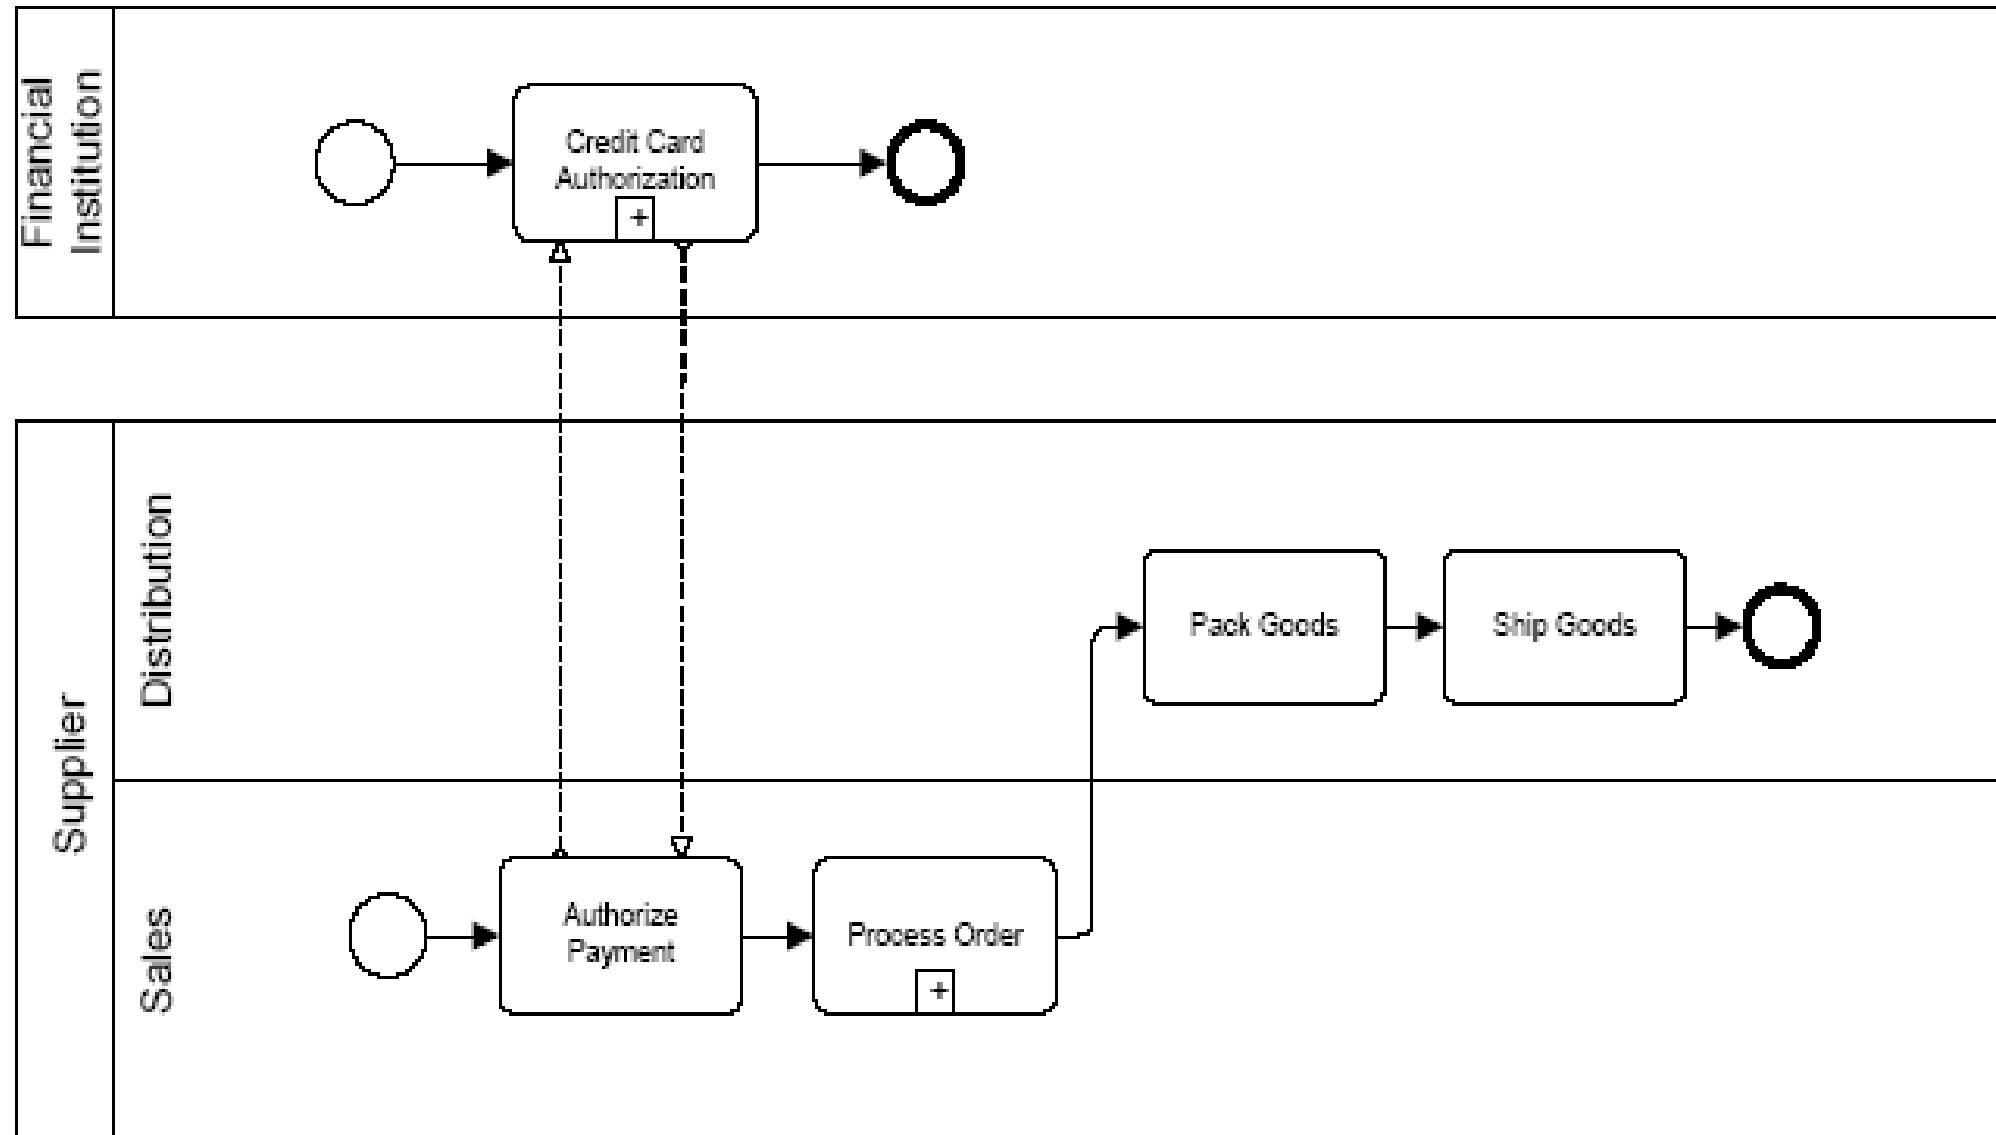 Financial
Institution
Credit Card
Authorization
+
Supplier
Distribution
Pack Goods
Ship Goods
Sales
Authorize
Payment
Process Order
+